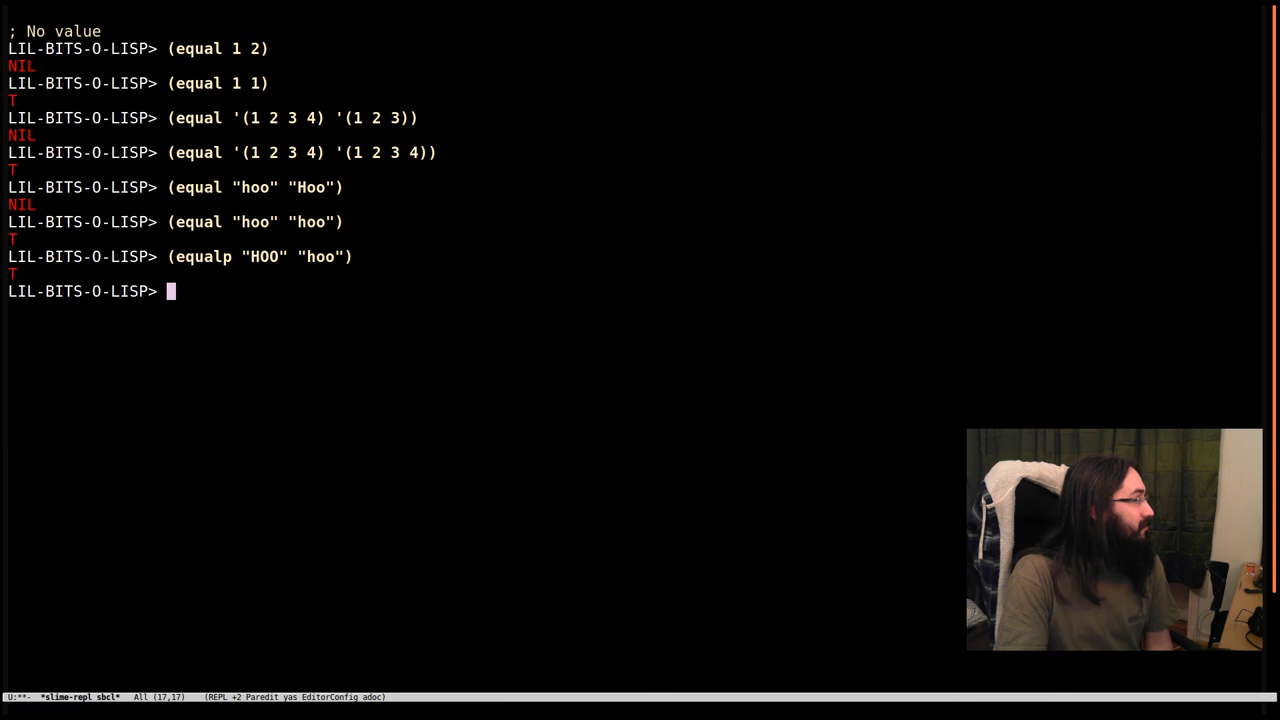 ; No value
LIL-BITS-O-LISP> (equal 1 2)
NIL
LIL-BITS-O-LISP> (equal 1 1)
T
LIL-BITS-O-LISP> (equal '(1 2 3 4) '(1 2 3))
NIL
LIL-BITS-O-LISP> (equal '(1 2 3 4) '(1 2 3 4))
T
LIL-BITS-O-LISP> (equal "hoo" "Hoo")
NIL
LIL-BITS-O-LISP> (equal "hoo" "hoo")
T
LIL-BITS-O-LISP> (equalp "HOO" "hoo")
T
LIL-BITS-O-LISP>
U:**- *slime-repl sbcl* All (17,17) (REPL +2 Paredit yas EditorConfig adoc)